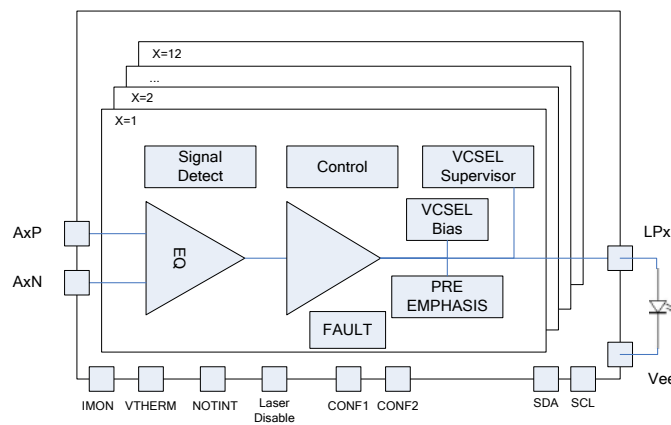 X=12
...
X=2
X=1
Signal
Detect
Control
VCSEL
Supervisor
VCSEL
Bias
AxP
AxN
EQ
LPx
PRE
EMPHASIS
FAULT
Vee
IMON
VTHERM
NOTINT
Laser
Disable
CONF1
CONF2
SDA
SCL